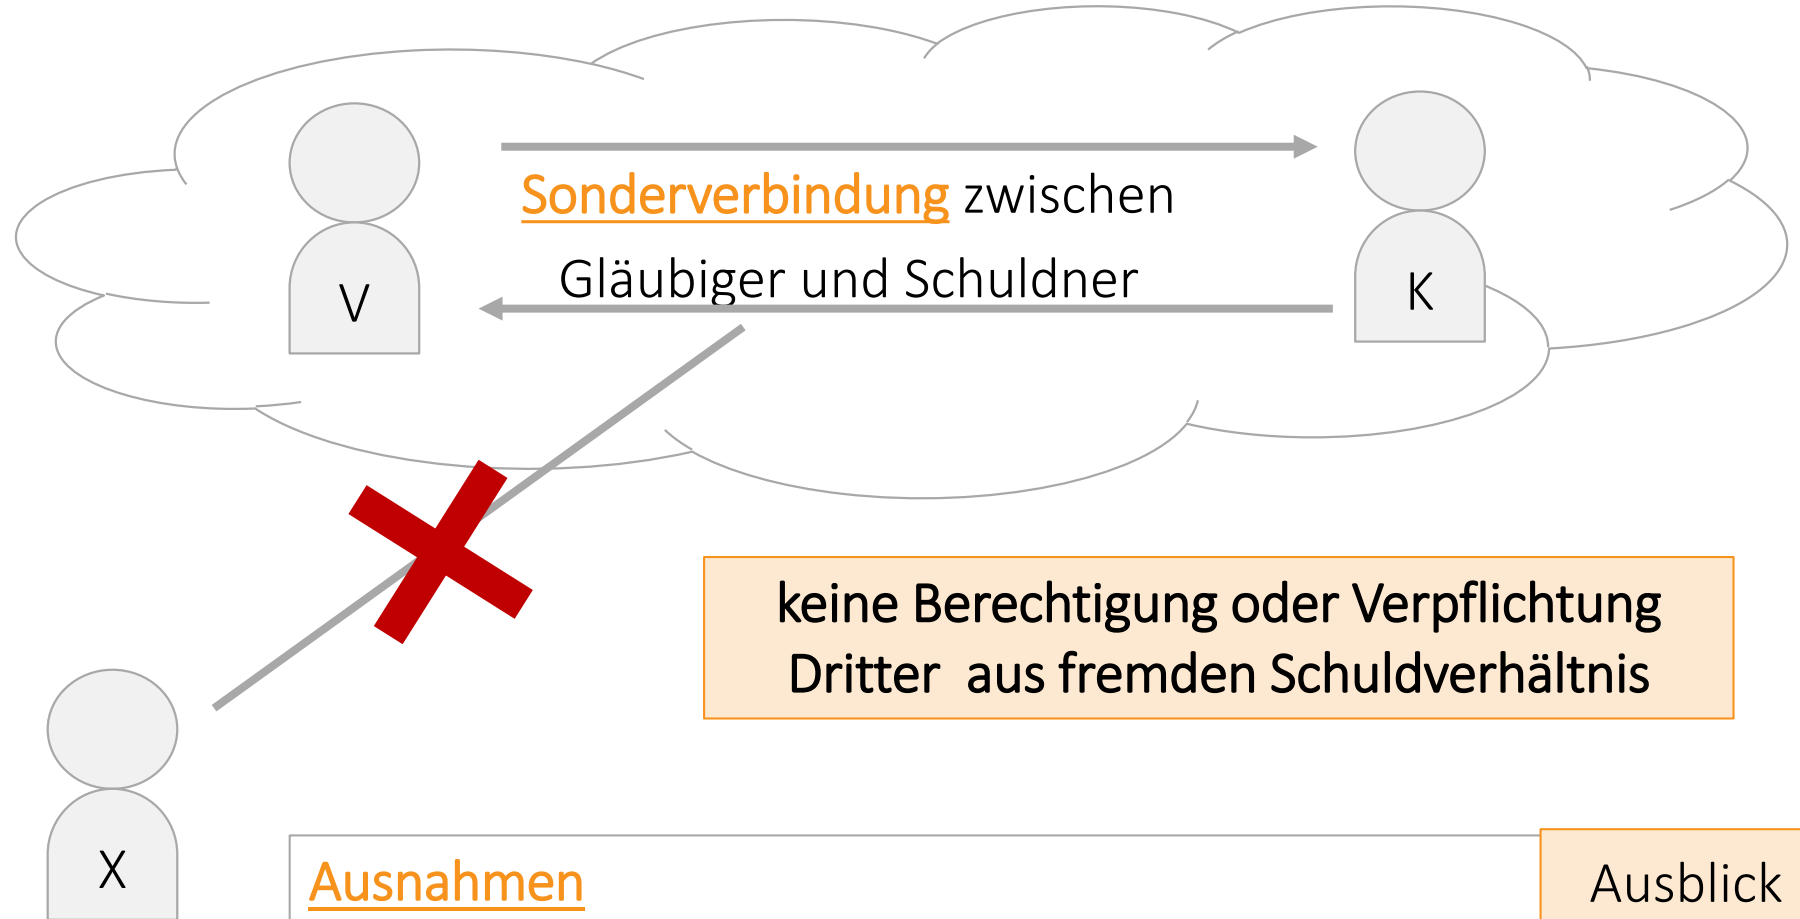 Sonderverbindung zwischen
Gläubiger und Schuldner
V
K
keine Berechtigung oder Verpflichtung
Dritter aus fremden Schuldverhältnis
X
Ausnahmen
Ausblick